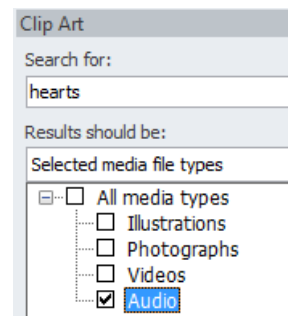 Clip Art
Search for:
hearts
Results should be:
Selected media file types
All media types
Illustrations
Photographs
Videos
Audio